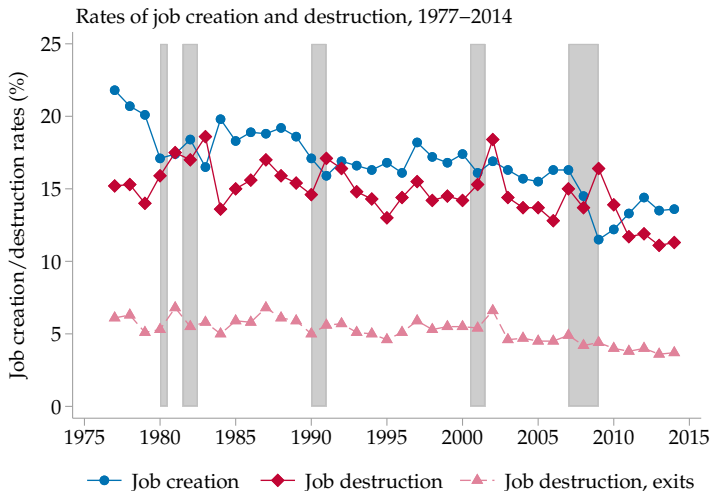 Rates of job creation and destruction, 1977–2014
Job creation/destruction rates (%)
25
20
15
10
5
0
1975 1980 1985 1990 1995 2000 2005 2010 2015
Job creation Job destruction Job destruction, exits